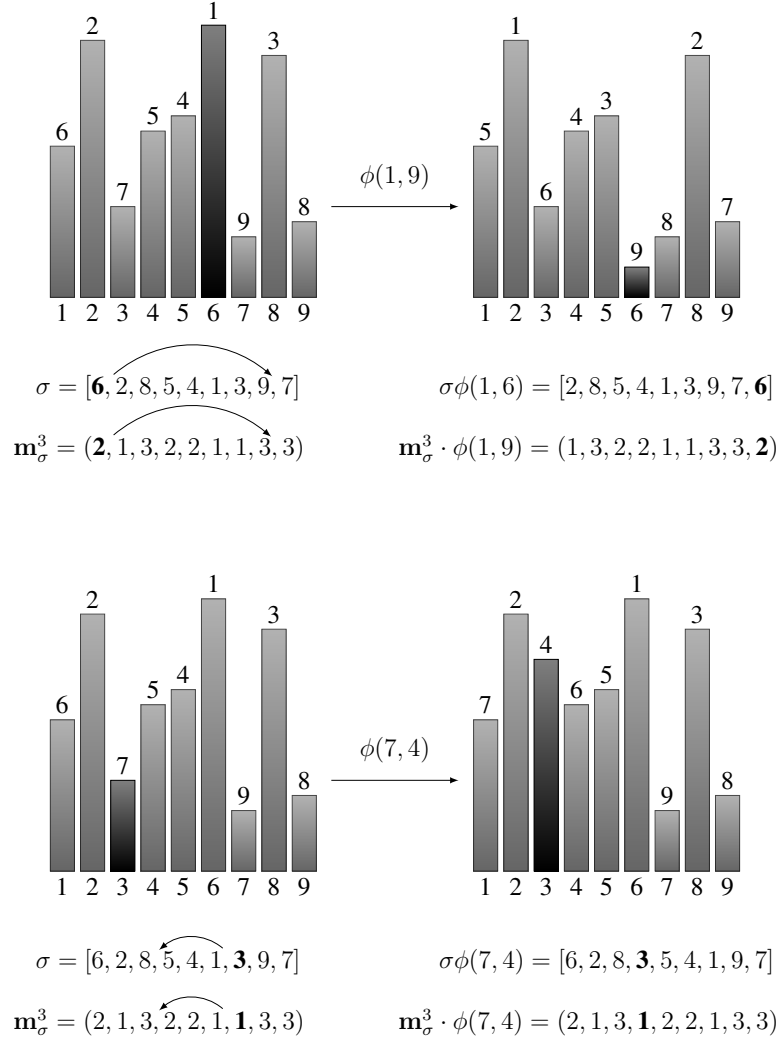 6 2 7 5 4 1 9 3 8
1 2 3 4 5 6 7 8 9
ϕ(1, 9)
5 1 6 4 3 9 8 2 7
1 2 3 4 5 6 7 8 9
σ = [6, 2, 8, 5, 4, 1, 3, 9, 7]
σϕ(1, 6) = [2, 8, 5, 4, 1, 3, 9, 7, 6]
m³_σ = (2, 1, 3, 2, 2, 1, 1, 3, 3)
m³_σ · ϕ(1, 9) = (1, 3, 2, 2, 1, 1, 3, 3, 2)
6 2 7 5 4 1 9 3 8
1 2 3 4 5 6 7 8 9
ϕ(7, 4)
7 2 4 6 5 1 9 3 8
1 2 3 4 5 6 7 8 9
σ = [6, 2, 8, 5, 4, 1, 3, 9, 7]
σϕ(7, 4) = [6, 2, 8, 3, 5, 4, 1, 9, 7]
m³_σ = (2, 1, 3, 2, 2, 1, 1, 3, 3)
m³_σ · ϕ(7, 4) = (2, 1, 3, 1, 2, 2, 1, 3, 3)